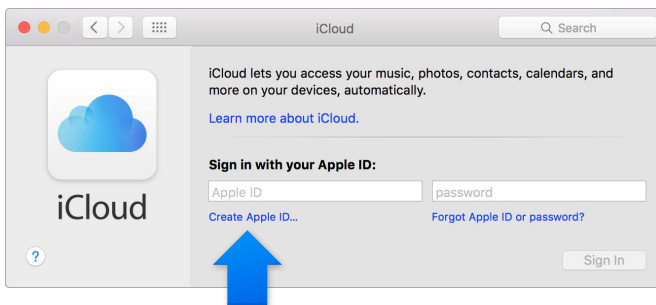 iCloud
Search
iCloud lets you access your music, photos, contacts, calendars, and
more on your devices, automatically.
Learn more about iCloud.
Sign in with your Apple ID:
Apple ID
password
iCloud
Create Apple ID...
Forgot Apple ID or password?
?
Sign In